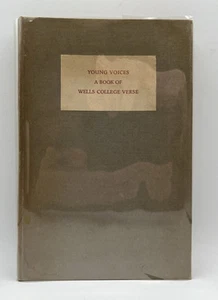 YOUNG VOICES
A BOOK OF
WELLS COLLEGE VERSE